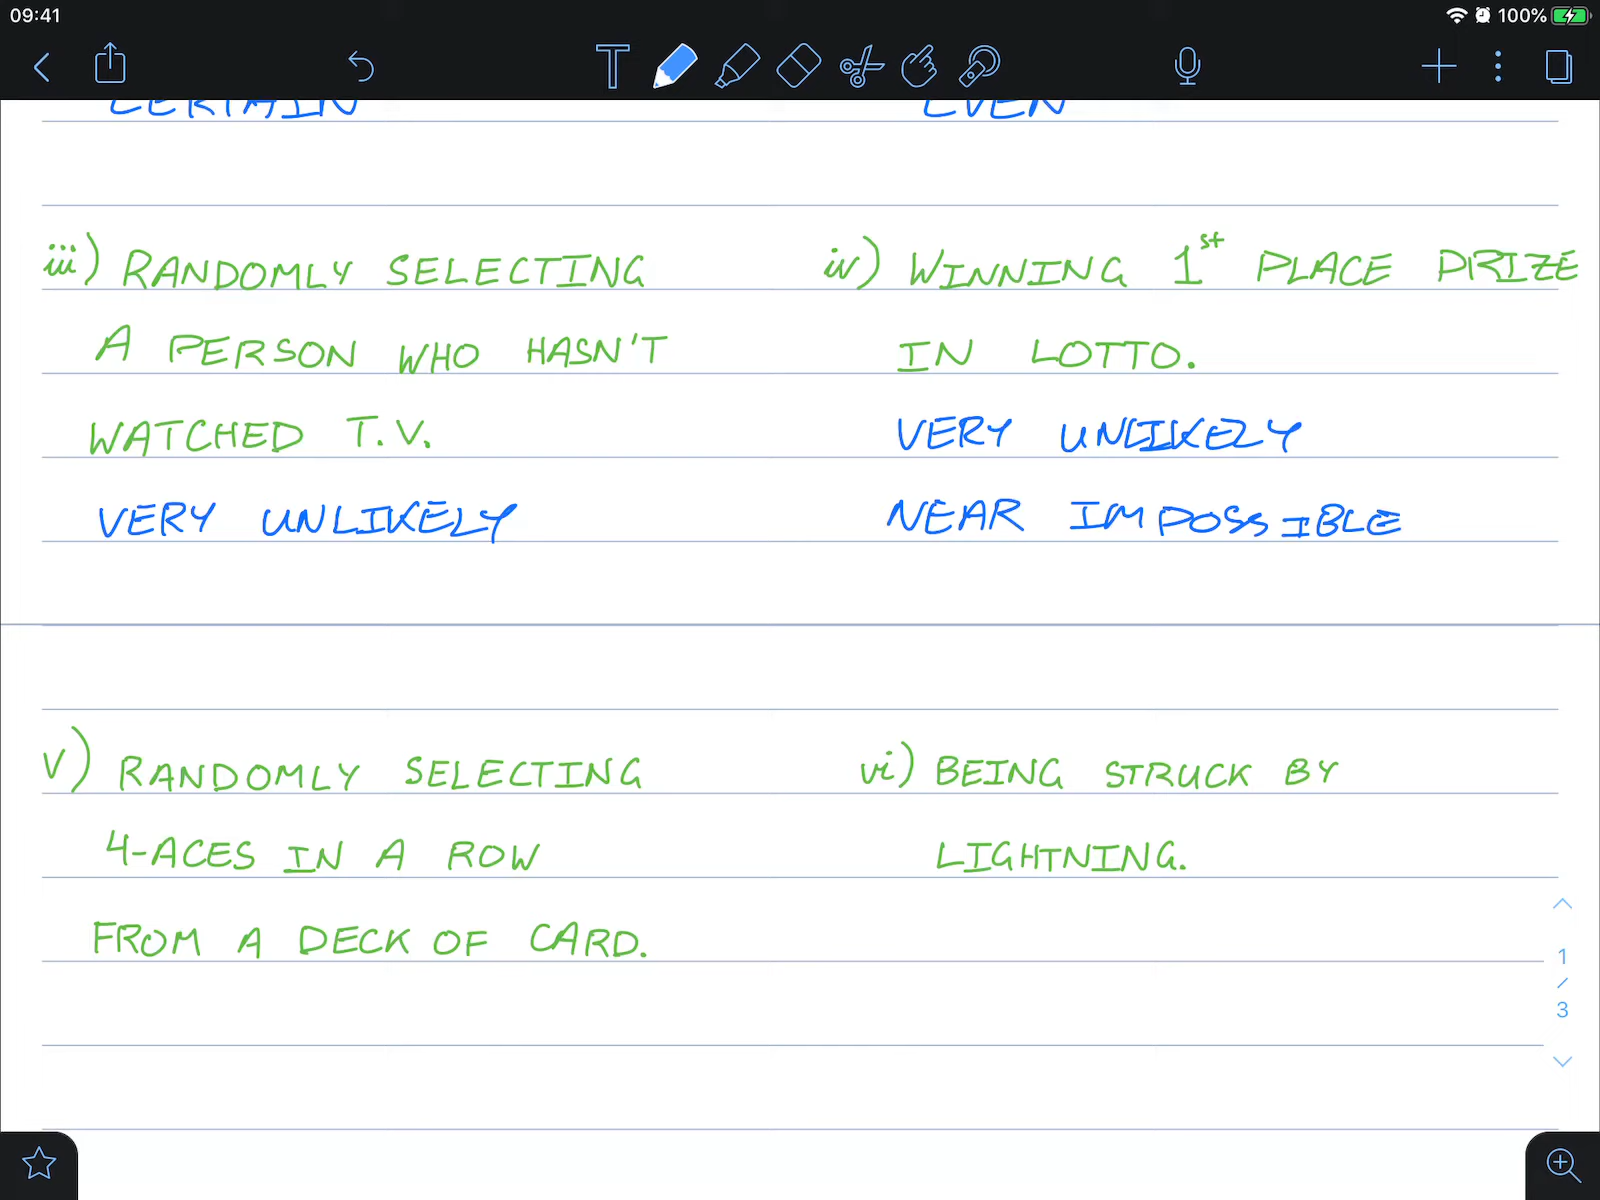 09:41
100%
CERTAIN
EVEN
iii) RANDOMLY SELECTING
A PERSON WHO HASN'T
WATCHED T.V.
VERY UNLIKELY
iv) WINNING 1st PLACE PRIZE
IN LOTTO.
VERY UNLIKELY
NEAR IMPOSSIBLE
v) RANDOMLY SELECTING
4-ACES IN A ROW
FROM A DECK OF CARD.
vi) BEING STRUCK BY
LIGHTNING.
1
/
3